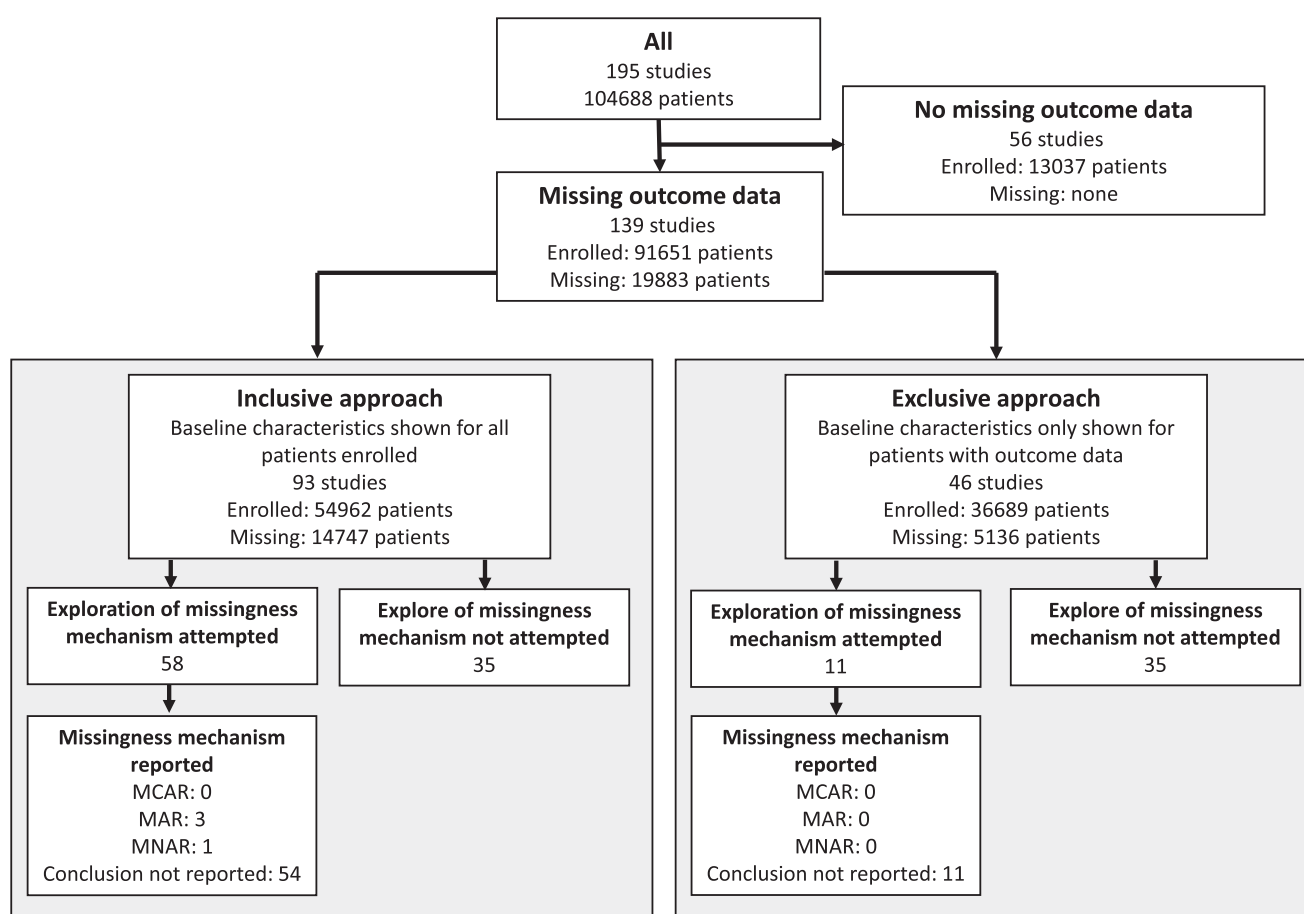 All
195 studies
104688 patients
No missing outcome data
56 studies
Enrolled: 13037 patients
Missing: none
Missing outcome data
139 studies
Enrolled: 91651 patients
Missing: 19883 patients
Inclusive approach
Baseline characteristics shown for all
patients enrolled
93 studies
Enrolled: 54962 patients
Missing: 14747 patients
Exploration of missingness
mechanism attempted
58
Explore of missingness
mechanism not attempted
35
Missingness mechanism
reported
MCAR: 0
MAR: 3
MNAR: 1
Conclusion not reported: 54
Exclusive approach
Baseline characteristics only shown for
patients with outcome data
46 studies
Enrolled: 36689 patients
Missing: 5136 patients
Exploration of missingness
mechanism attempted
11
Explore of missingness
mechanism not attempted
35
Missingness mechanism
reported
MCAR: 0
MAR: 0
MNAR: 0
Conclusion not reported: 11